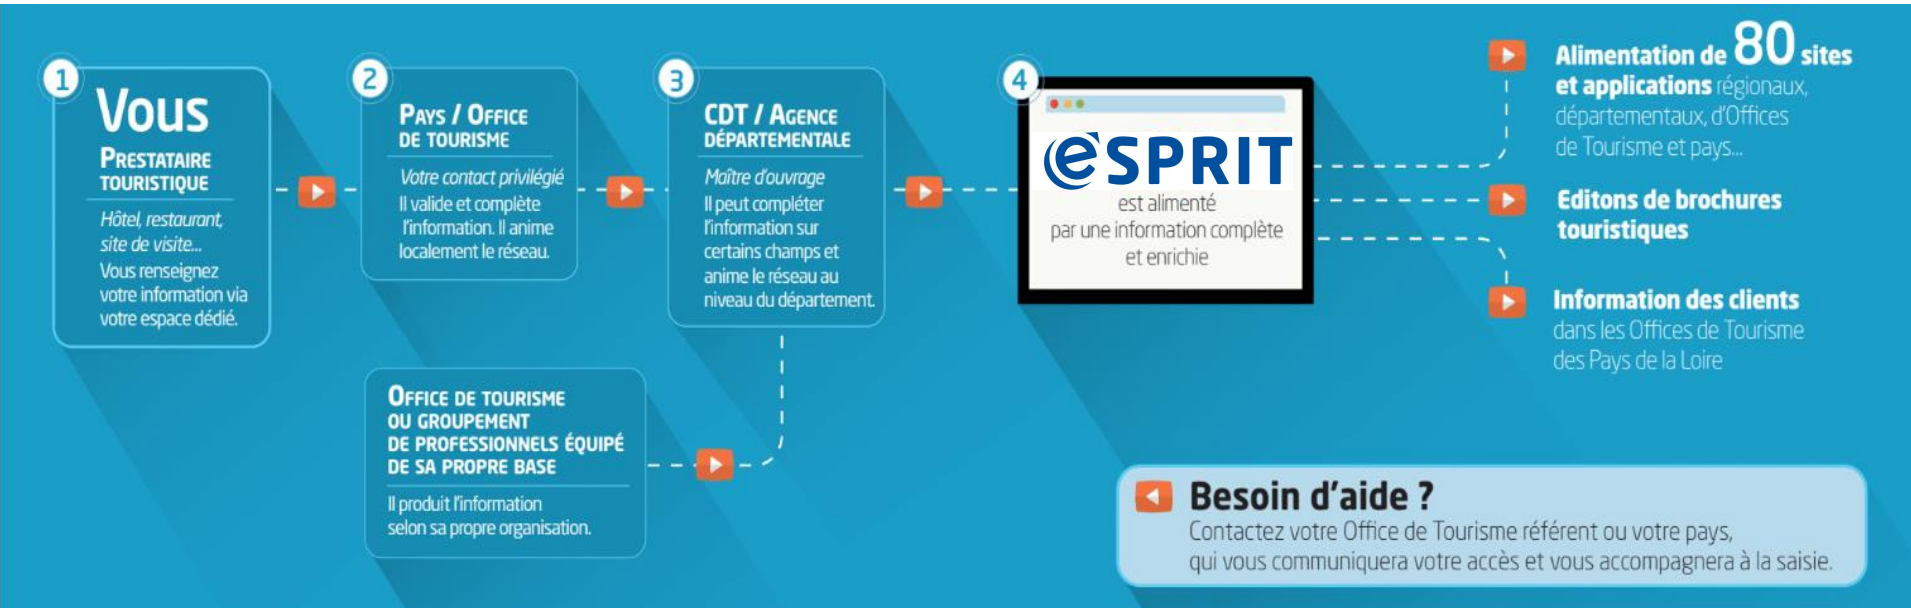 1
Vous
PRESTATAIRE
TOURISTIQUE
Hôtel, restaurant,
site de visite...
Vous renseignez
votre information via
votre espace dédié.
2
PAYS / OFFICE
DE TOURISME
Votre contact privilégié
Il valide et complète
l'information. Il anime
localement le réseau.
3
CDT / AGENCE
DÉPARTEMENTALE
Maître d'ouvrage
Il peut compléter
l'information sur
certains champs et
anime le réseau au
niveau du département.
OFFICE DE TOURISME
OU GROUPEMENT
DE PROFESSIONNELS ÉQUIPÉ
DE SA PROPRE BASE
Il produit l'information
selon sa propre organisation.
4
eSPRIT
est alimenté
par une information complète
et enrichie
Alimentation de 80 sites
et applications régionaux,
départementaux, d'Offices
de Tourisme et pays...
Editons de brochures
touristiques
Information des clients
dans les Offices de Tourisme
des Pays de la Loire
Besoin d'aide ?
Contactez votre Office de Tourisme référent ou votre pays,
qui vous communiquera votre accès et vous accompagnera à la saisie.